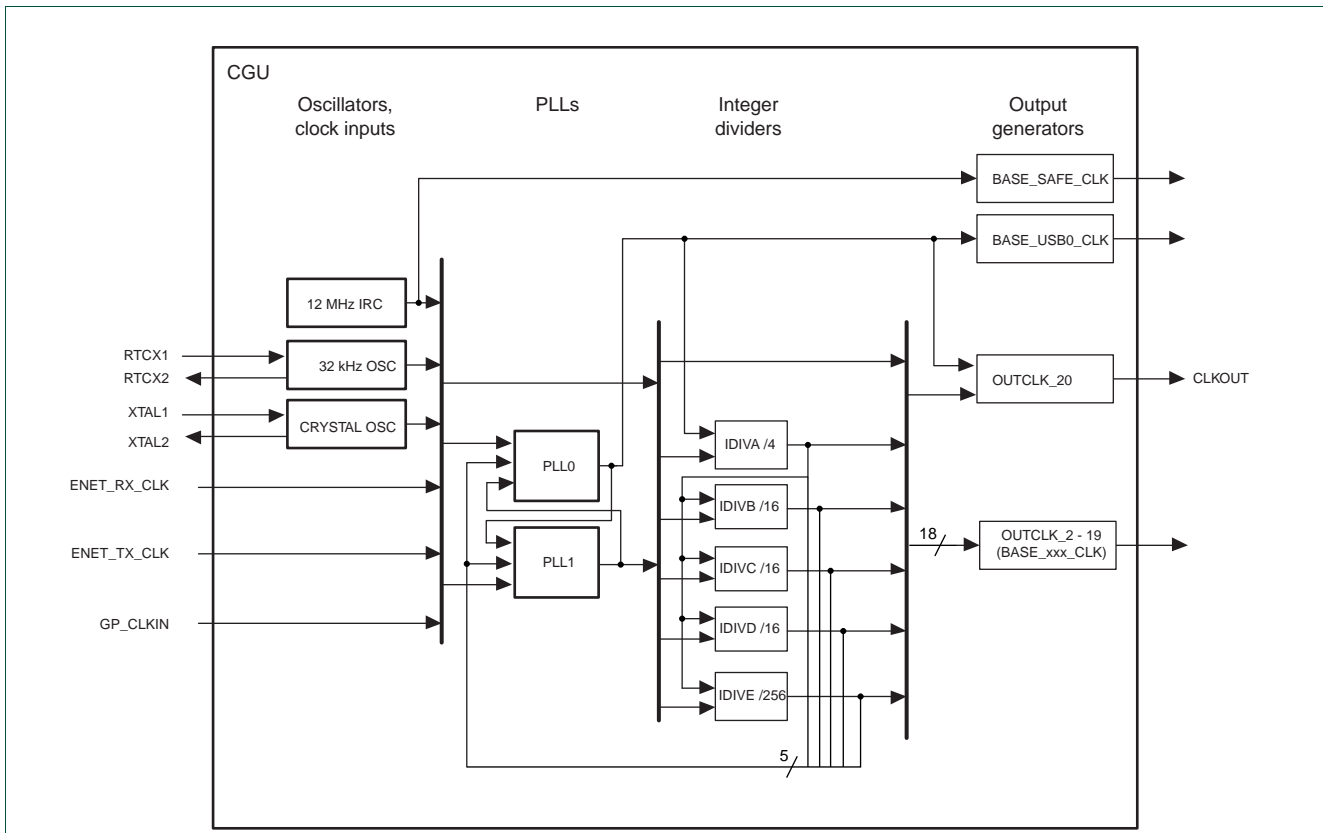 CGU
Oscillators,
clock inputs
PLLs
Integer
dividers
Output
generators
BASE_SAFE_CLK
BASE_USB0_CLK
12 MHz IRC
RTCX1
RTCX2
32 kHz OSC
OUTCLK_20
CLKOUT
XTAL1
XTAL2
CRYSTAL OSC
IDIVA /4
PLL0
ENET_RX_CLK
IDIVB /16
ENET_TX_CLK
PLL1
IDIVC /16
18
OUTCLK_2 - 19
(BASE_xxx_CLK)
GP_CLKIN
IDIVD /16
IDIVE /256
5